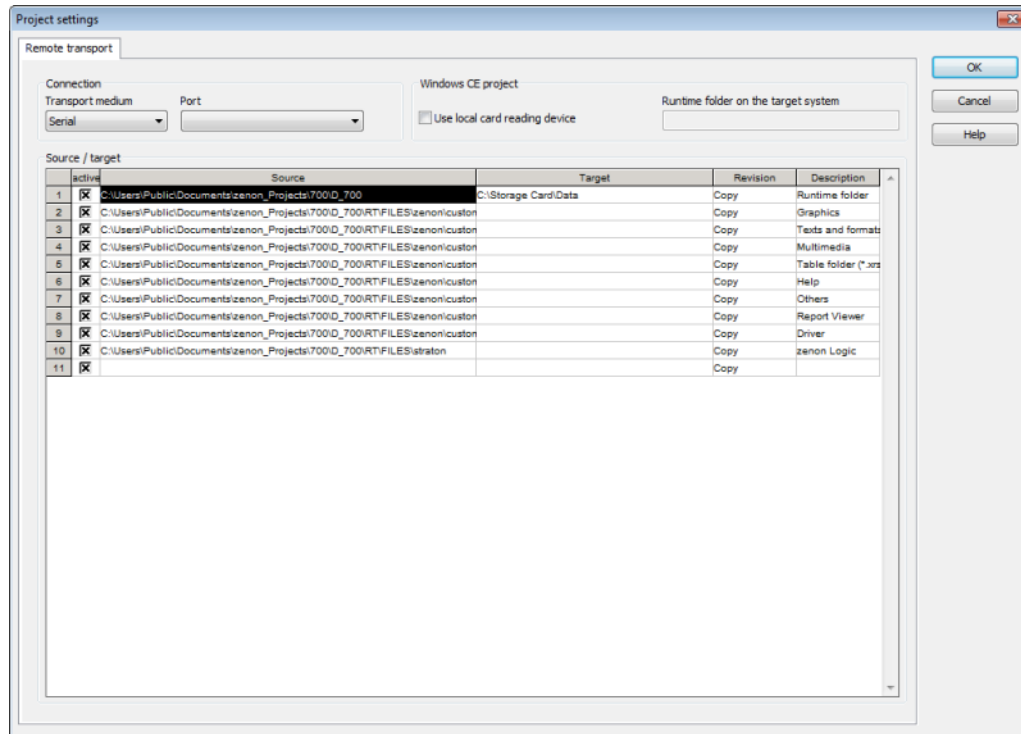 Project settings
Remote transport
OK
Connection
Windows CE project
Transport medium Port
Runtime folder on the target system
Cancel
Serial
Use local card reading device
Help
Source / target
active Source Target Revision Description
1 C:\Users\Public\Documents\zenon_Projects\700\D_700 C:\Storage Card\Data Copy Runtime folder
2 C:\Users\Public\Documents\zenon_Projects\700\D_700\RT\FILES\zenon\custon Copy Graphics
3 C:\Users\Public\Documents\zenon_Projects\700\D_700\RT\FILES\zenon\custon Copy Texts and formats
4 C:\Users\Public\Documents\zenon_Projects\700\D_700\RT\FILES\zenon\custon Copy Multimedia
5 C:\Users\Public\Documents\zenon_Projects\700\D_700\RT\FILES\zenon\custon Copy Table folder (*.xrs
6 C:\Users\Public\Documents\zenon_Projects\700\D_700\RT\FILES\zenon\custon Copy Help
7 C:\Users\Public\Documents\zenon_Projects\700\D_700\RT\FILES\zenon\custon Copy Others
8 C:\Users\Public\Documents\zenon_Projects\700\D_700\RT\FILES\zenon\custon Copy Report Viewer
9 C:\Users\Public\Documents\zenon_Projects\700\D_700\RT\FILES\zenon\custon Copy Driver
10 C:\Users\Public\Documents\zenon_Projects\700\D_700\RT\FILES\straton Copy zenon Logic
11 Copy